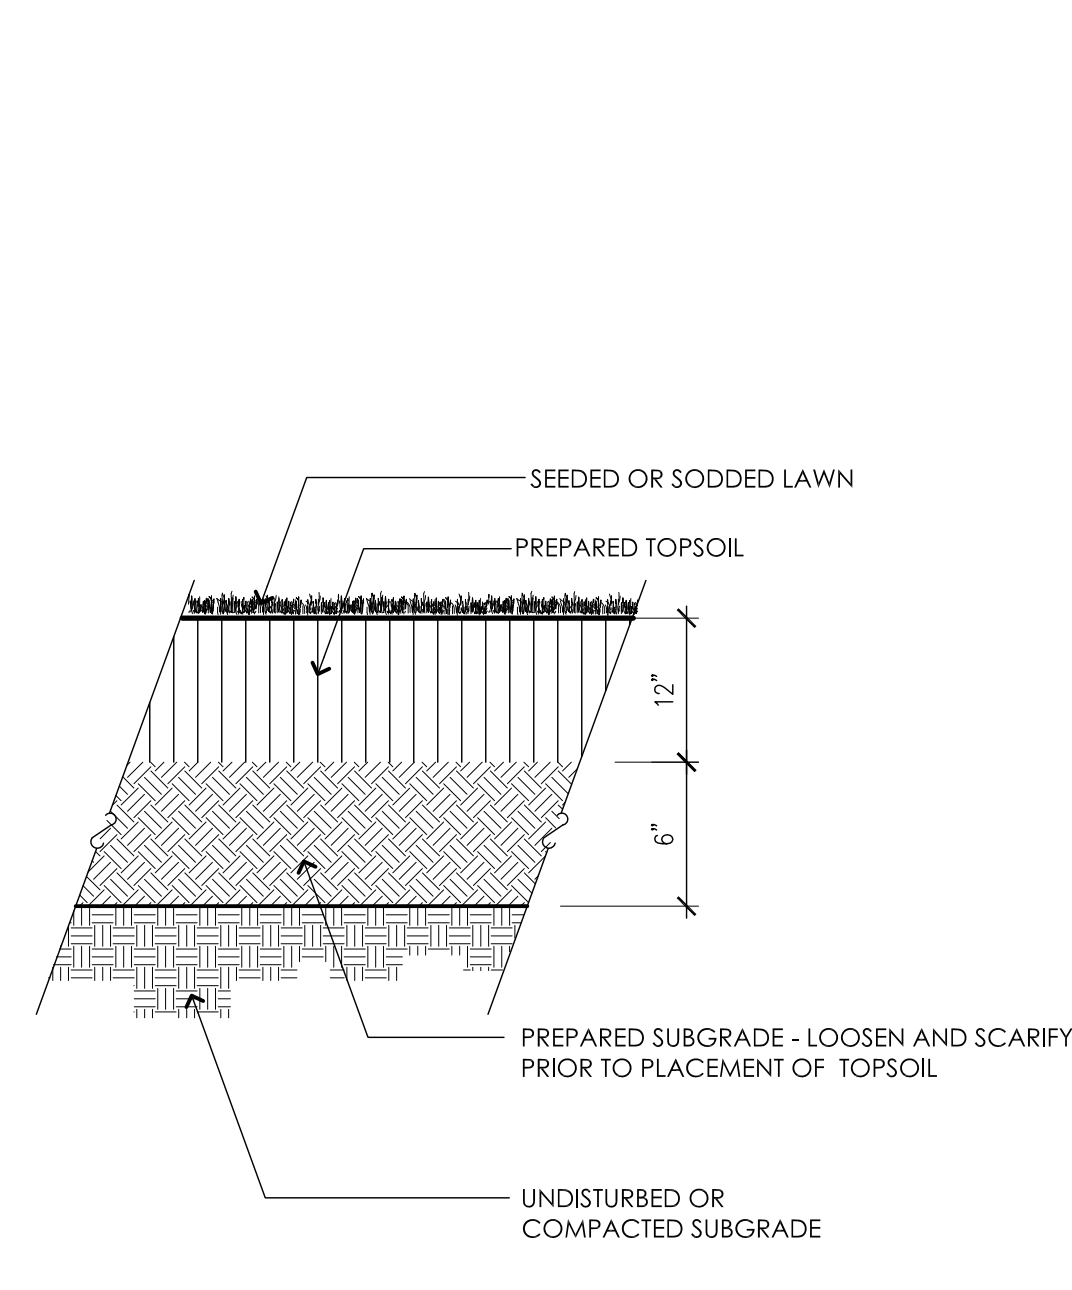 SEEDED OR SODDED LAWN
PREPARED TOPSOIL
12"
6"
PREPARED SUBGRADE - LOOSEN AND SCARIFY
PRIOR TO PLACEMENT OF  TOPSOIL
UNDISTURBED OR
COMPACTED SUBGRADE